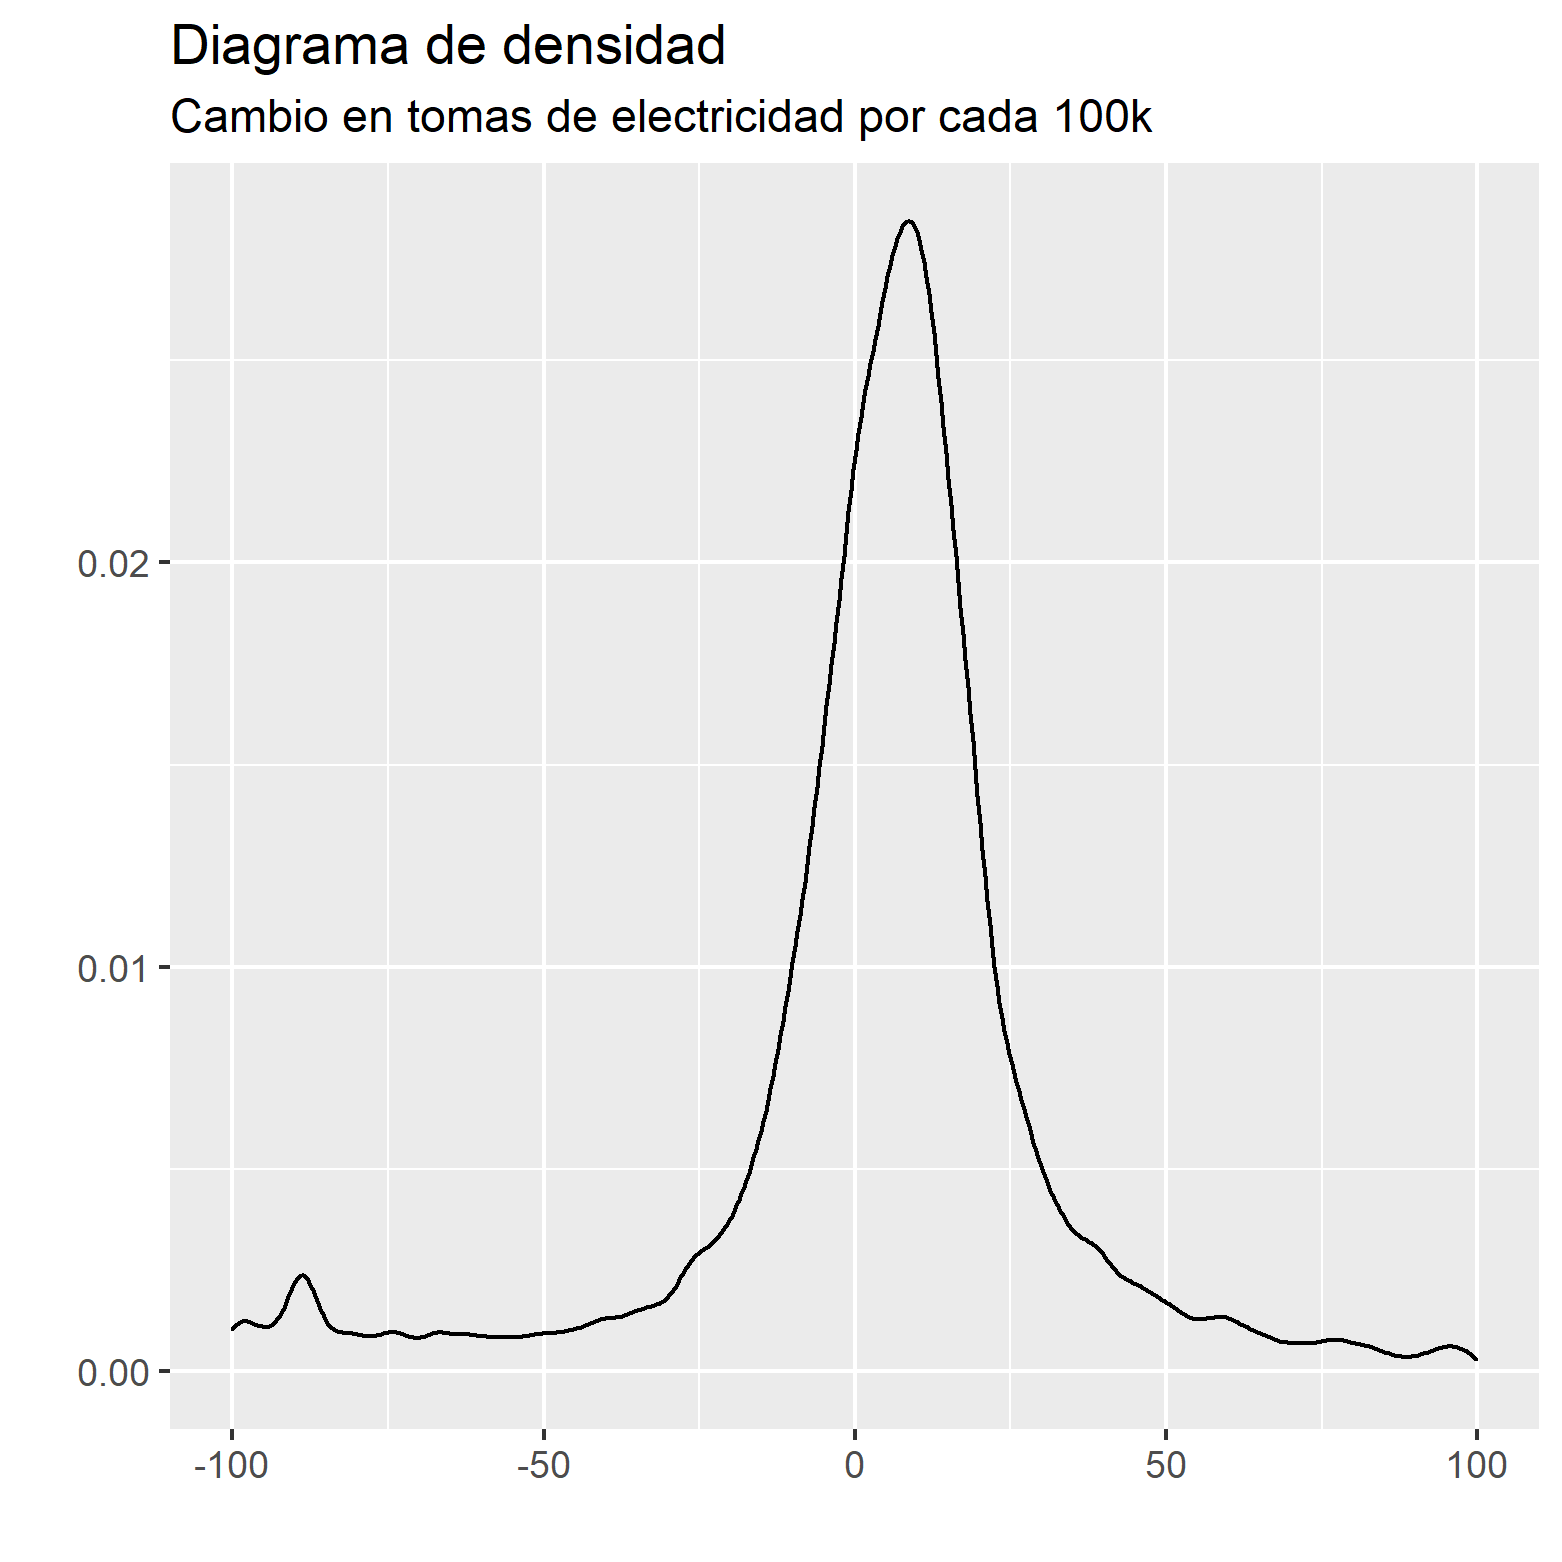 Diagrama de densidad
Cambio en tomas de electricidad por cada 100k
0.02
0.01
0.00
-100 -50 0 50 100